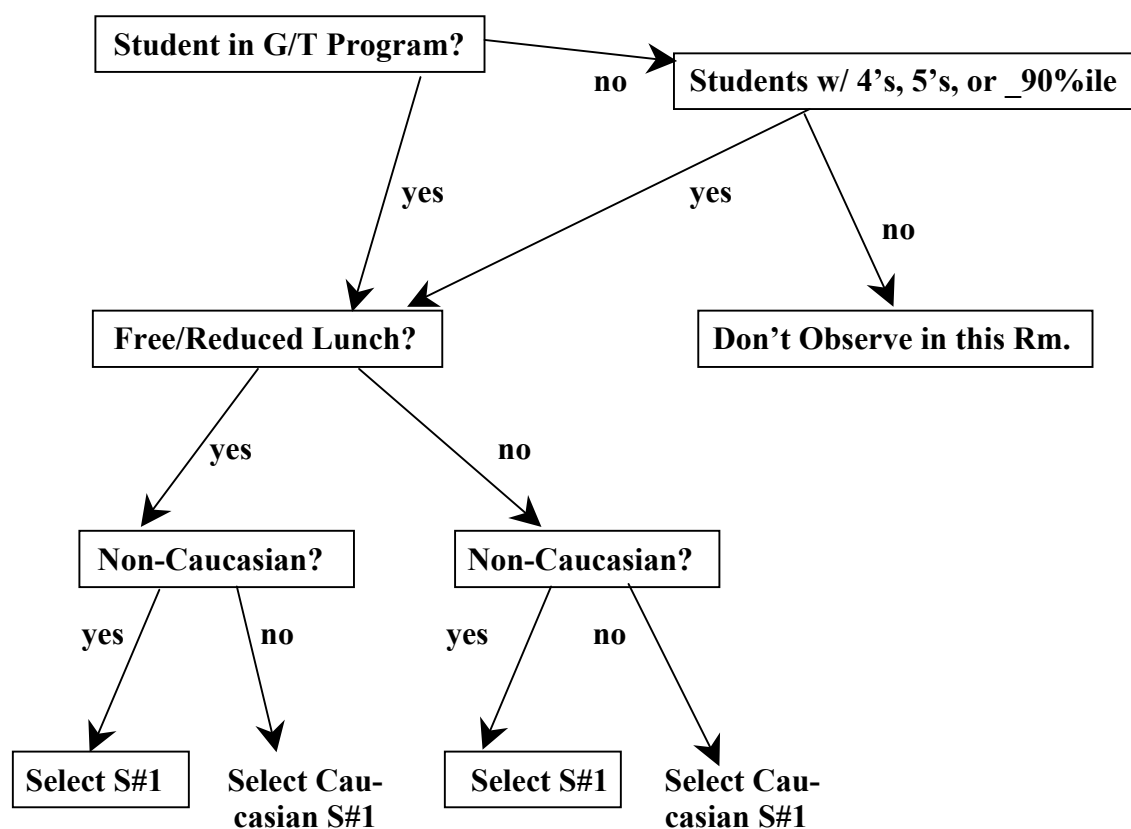 Student in G/T Program?
no
Students w/ 4’s, 5’s, or _90%ile
yes
yes
no
Free/Reduced Lunch?
Don’t Observe in this Rm.
yes
no
Non-Caucasian?
Non-Caucasian?
yes
no
yes
no
Select S#1
Select Cau-
casian S#1
Select S#1
Select Cau-
casian S#1